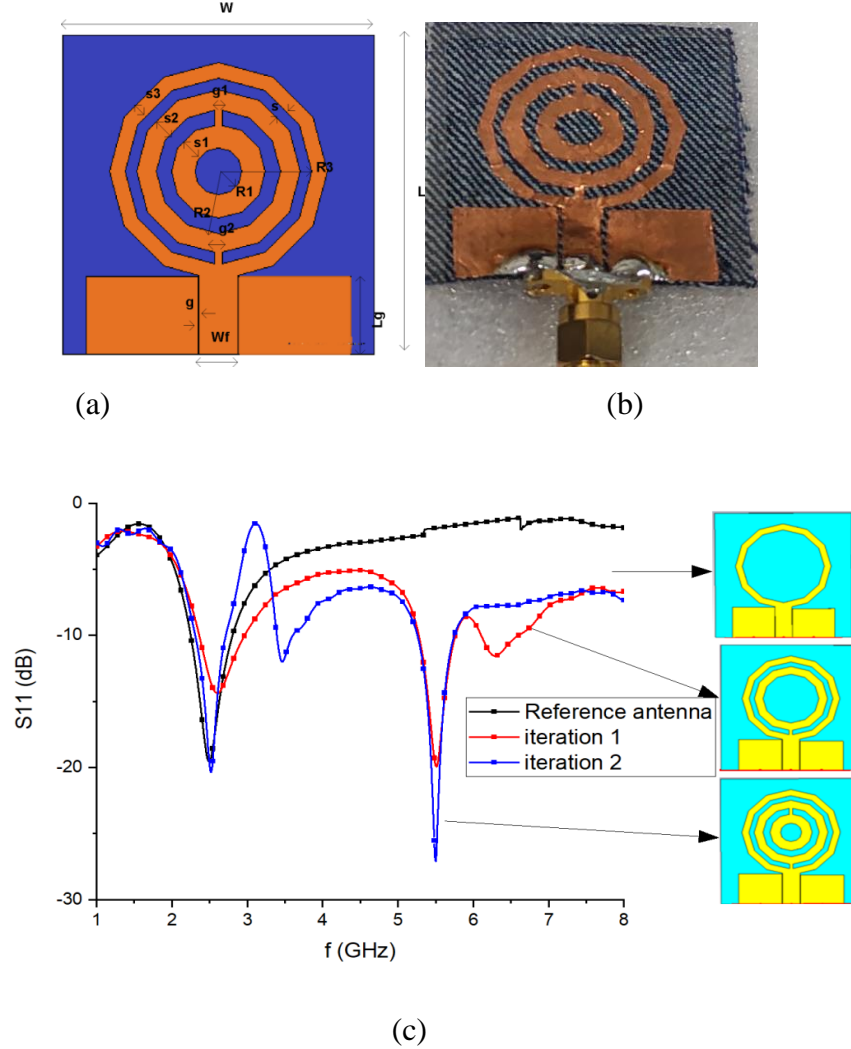 W
s3
g1
s
s2
s1
R3
R1
R2
g2
L
g
Lg
Wf
(a)
(b)
0
-10
-20
-30
S11 (dB)
Reference antenna
iteration 1
iteration 2
1 2 3 4 5 6 7 8
f (GHz)
(c)